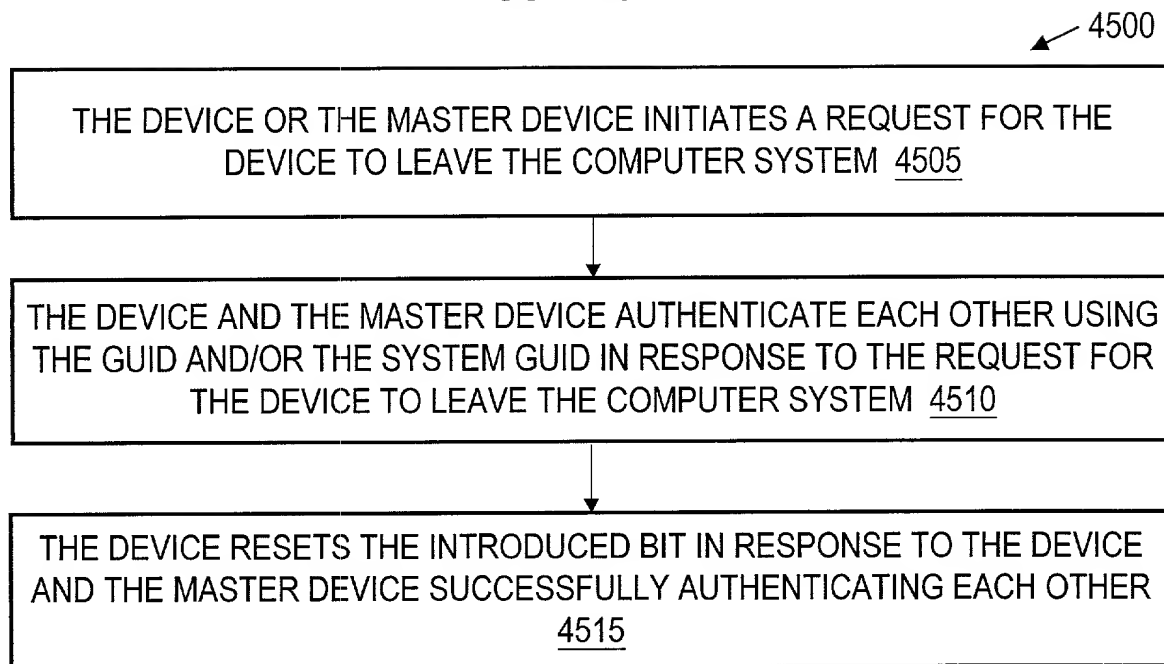 4500
THE DEVICE OR THE MASTER DEVICE INITIATES A REQUEST FOR THE
DEVICE TO LEAVE THE COMPUTER SYSTEM 4505
THE DEVICE AND THE MASTER DEVICE AUTHENTICATE EACH OTHER USING
THE GUID AND/OR THE SYSTEM GUID IN RESPONSE TO THE REQUEST FOR
THE DEVICE TO LEAVE THE COMPUTER SYSTEM 4510
THE DEVICE RESETS THE INTRODUCED BIT IN RESPONSE TO THE DEVICE
AND THE MASTER DEVICE SUCCESSFULLY AUTHENTICATING EACH OTHER
4515